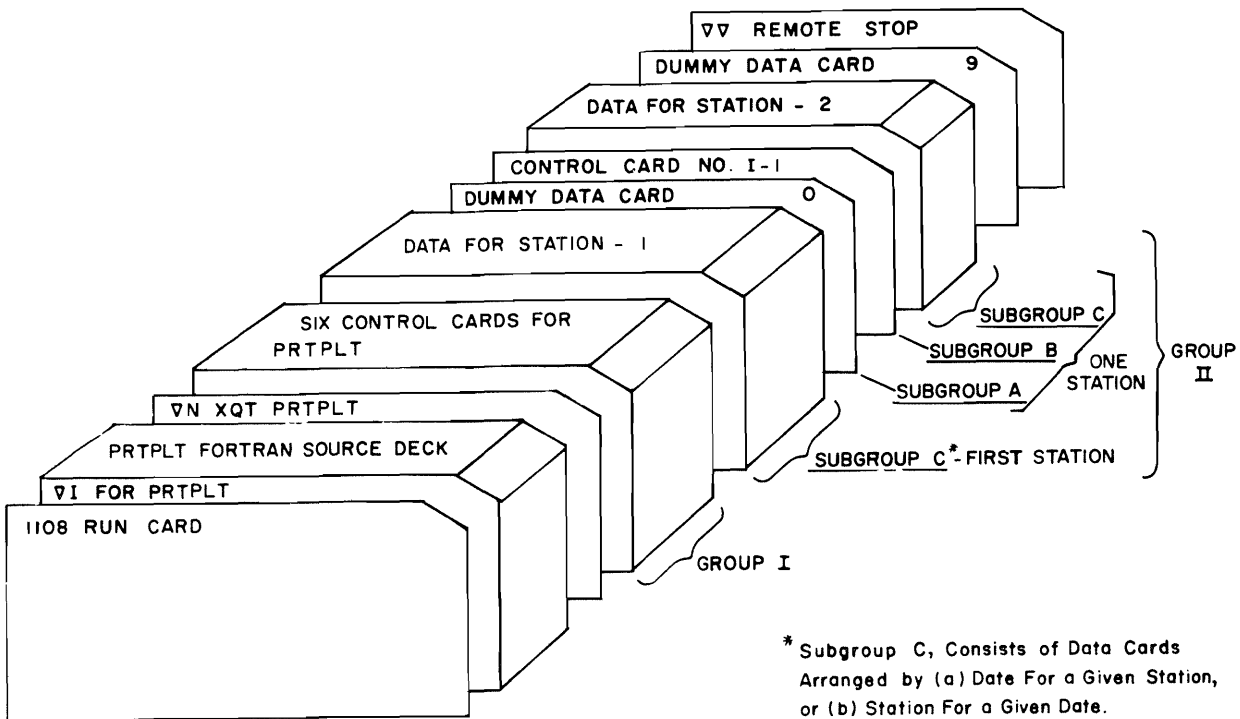 ∇∇ REMOTE STOP
DUMMY DATA CARD 9
DATA FOR STATION - 2
CONTROL CARD NO. I-I
DUMMY DATA CARD 0
DATA FOR STATION - I
SIX CONTROL CARDS FOR
PRTPLT
∇N XQT PRTPLT
PRTPLT FORTRAN SOURCE DECK
∇I FOR PRTPLT
1108 RUN CARD
SUBGROUP C
SUBGROUP B
SUBGROUP A
ONE
STATION
GROUP
II
SUBGROUP C*-FIRST STATION
GROUP I
* Subgroup C, Consists of Data Cards
Arranged by (a) Date For a Given Station,
or (b) Station For a Given Date.